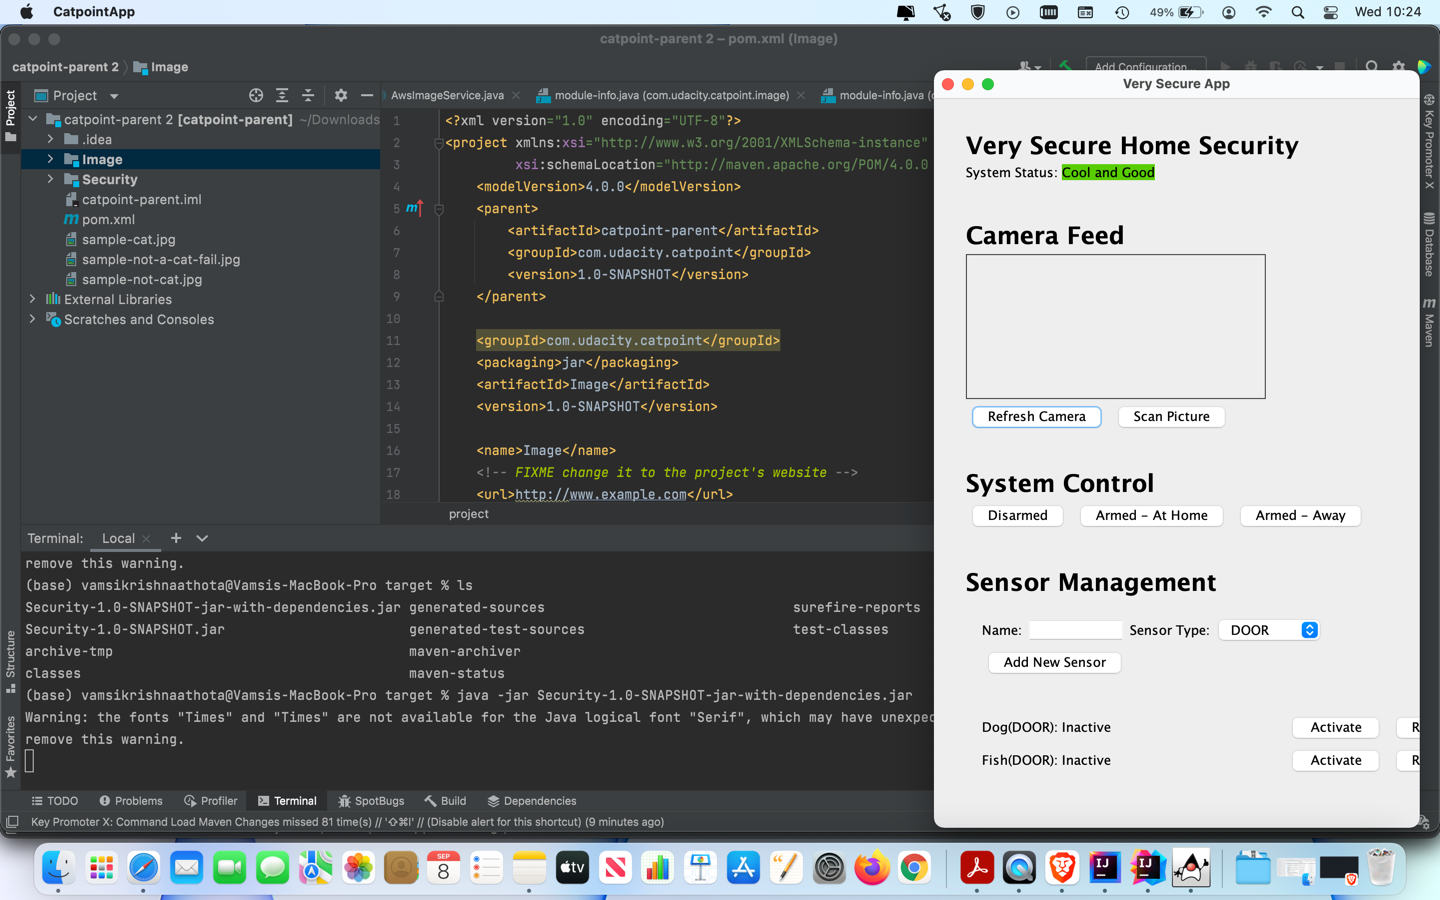 CatpointApp
49%
Wed 10:24
catpoint-parent 2 – pom.xml (Image)
catpoint-parent 2
Image
Add Configuration...
Project
Project
AwsImageService.java
module-info.java (com.udacity.catpoint.image)
module-info.java (c
catpoint-parent 2 [catpoint-parent] ~/Downloads
.idea
Image
Security
catpoint-parent.iml
pom.xml
sample-cat.jpg
sample-not-a-cat-fail.jpg
sample-not-cat.jpg
External Libraries
Scratches and Consoles
1 <?xml version="1.0" encoding="UTF-8"?>
2 <project xmlns:xsi="http://www.w3.org/2001/XMLSchema-instance"
3 xsi:schemaLocation="http://maven.apache.org/POM/4.0.0
4 <modelVersion>4.0.0</modelVersion>
5 <parent>
6 <artifactId>catpoint-parent</artifactId>
7 <groupId>com.udacity.catpoint</groupId>
8 <version>1.0-SNAPSHOT</version>
9 </parent>
10
11 <groupId>com.udacity.catpoint</groupId>
12 <packaging>jar</packaging>
13 <artifactId>Image</artifactId>
14 <version>1.0-SNAPSHOT</version>
15
16 <name>Image</name>
17 <!-- FIXME change it to the project's website -->
18 <url>http://www.example.com</url>
project
Terminal: Local
remove this warning.
(base) vamsikrishnaathota@Vamsis-MacBook-Pro target % ls
Security-1.0-SNAPSHOT-jar-with-dependencies.jar generated-sources surefire-reports
Security-1.0-SNAPSHOT.jar generated-test-sources test-classes
archive-tmp maven-archiver
classes maven-status
(base) vamsikrishnaathota@Vamsis-MacBook-Pro target % java -jar Security-1.0-SNAPSHOT-jar-with-dependencies.jar
Warning: the fonts "Times" and "Times" are not available for the Java logical font "Serif", which may have unexpec
remove this warning.
Structure
Favorites
TODO Problems Profiler Terminal SpotBugs Build Dependencies
Key Promoter X: Command Load Maven Changes missed 81 time(s) // '⇧⌘I' // (Disable alert for this shortcut) (9 minutes ago)
Very Secure App
Very Secure Home Security
System Status: Cool and Good
Camera Feed
Refresh Camera Scan Picture
System Control
Disarmed Armed – At Home Armed – Away
Sensor Management
Name: Sensor Type: DOOR
Add New Sensor
Dog(DOOR): Inactive Activate R
Fish(DOOR): Inactive Activate R
Key Promoter X
Database
Maven
SEP
8
tv